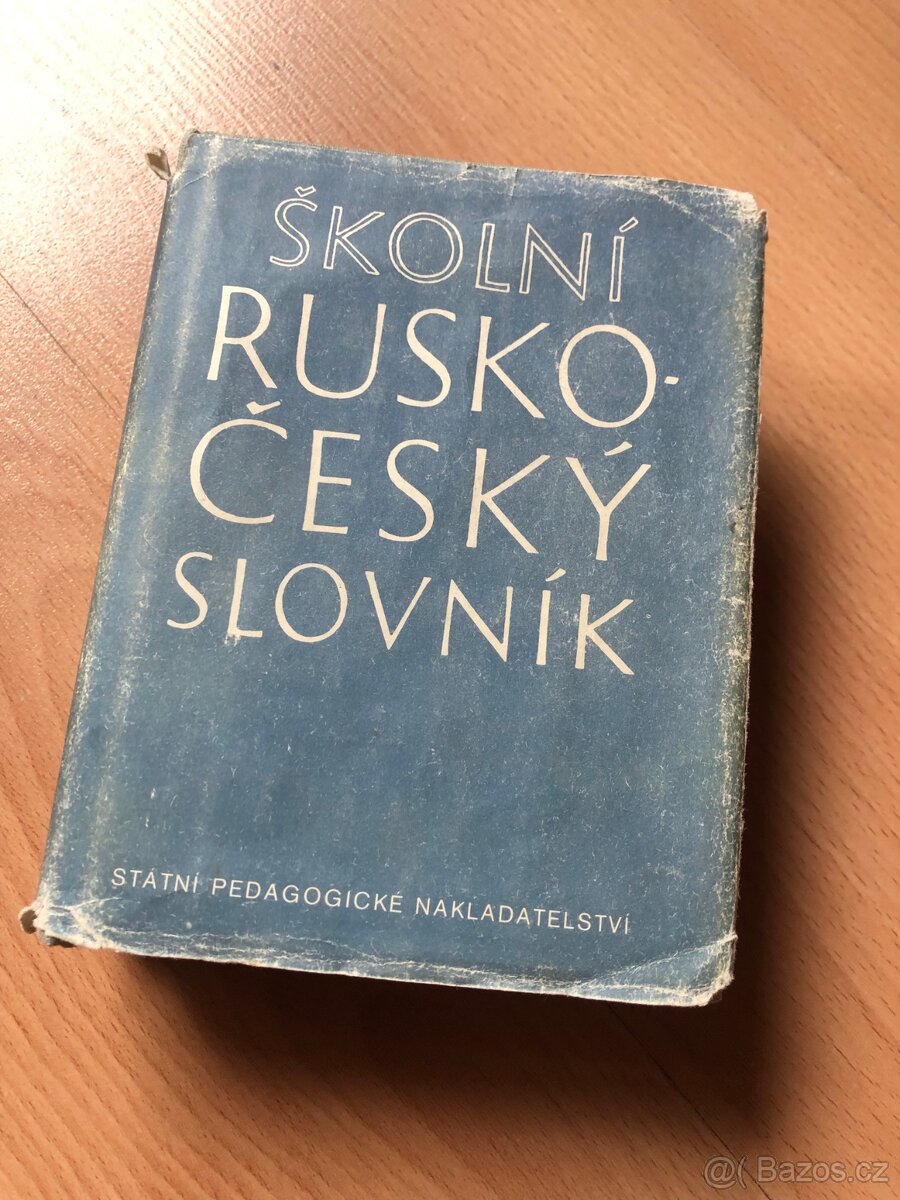 ŠKOLNÍ
RUSKO-
ČESKÝ
SLOVNÍK
STÁTNÍ PEDAGOGICKÉ NAKLADATELSTVÍ
@( Bazos.cz